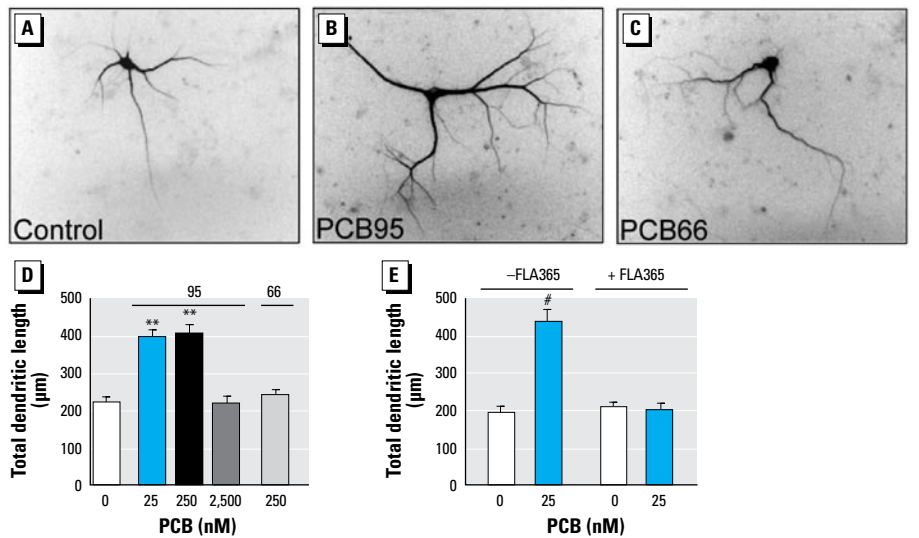 A
B
C
Control
PCB95
PCB66
D
E
95
66
–FLA365
+ FLA365
Total dendritic length
(µm)
500
400
300
200
100
0
**
**
0
25
250
2,500
250
PCB (nM)
Total dendritic length
(µm)
500
400
300
200
100
0
#
0
25
0
25
PCB (nM)